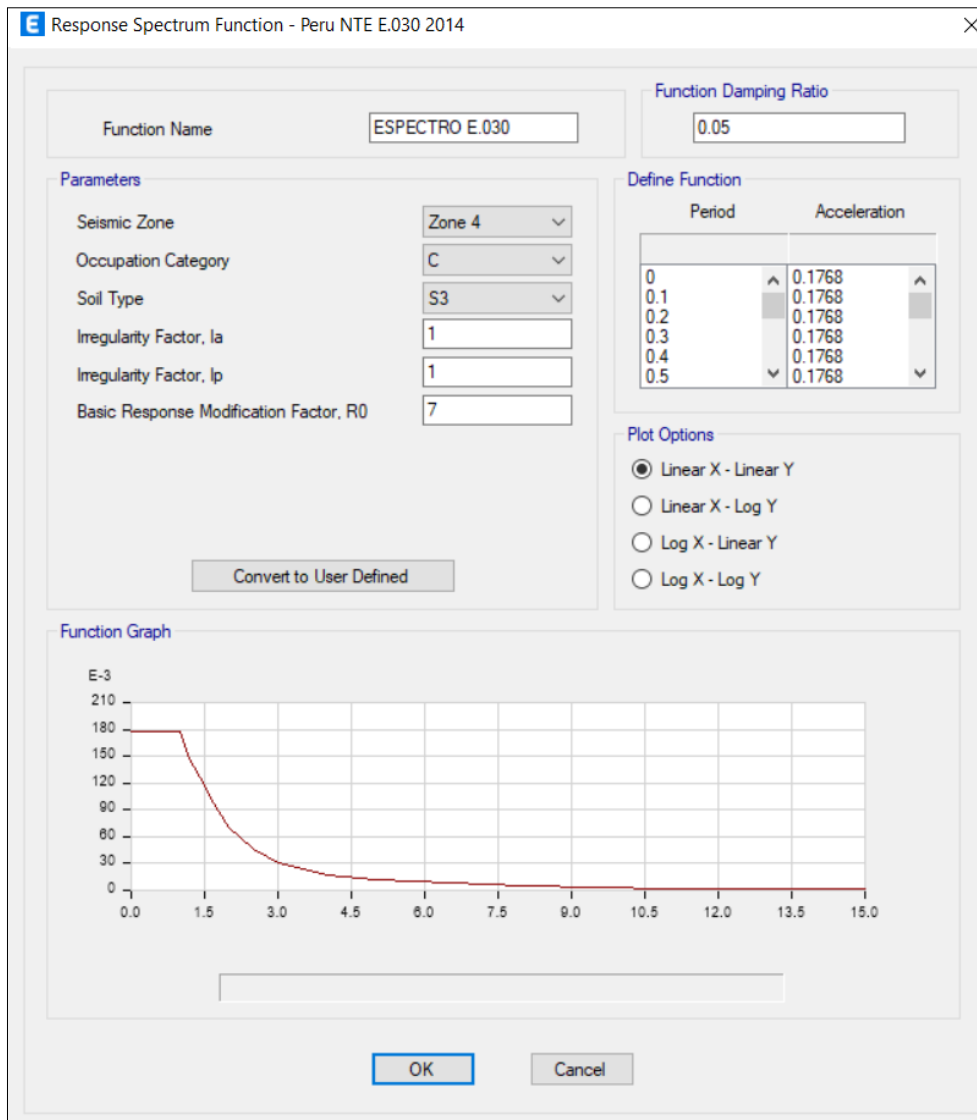 E Response Spectrum Function - Peru NTE E.030 2014
Function Name ESPECTRO E.030
Function Damping Ratio
0.05
Parameters
Seismic Zone Zone 4
Occupation Category C
Soil Type S3
Irregularity Factor, Ia 1
Irregularity Factor, Ip 1
Basic Response Modification Factor, R0 7
Convert to User Defined
Define Function
Period Acceleration
0 0.1768
0.1 0.1768
0.2 0.1768
0.3 0.1768
0.4 0.1768
0.5 0.1768
Plot Options
Linear X - Linear Y
Linear X - Log Y
Log X - Linear Y
Log X - Log Y
Function Graph
E-3
210
180
150
120
90
60
30
0
0.0 1.5 3.0 4.5 6.0 7.5 9.0 10.5 12.0 13.5 15.0
OK Cancel